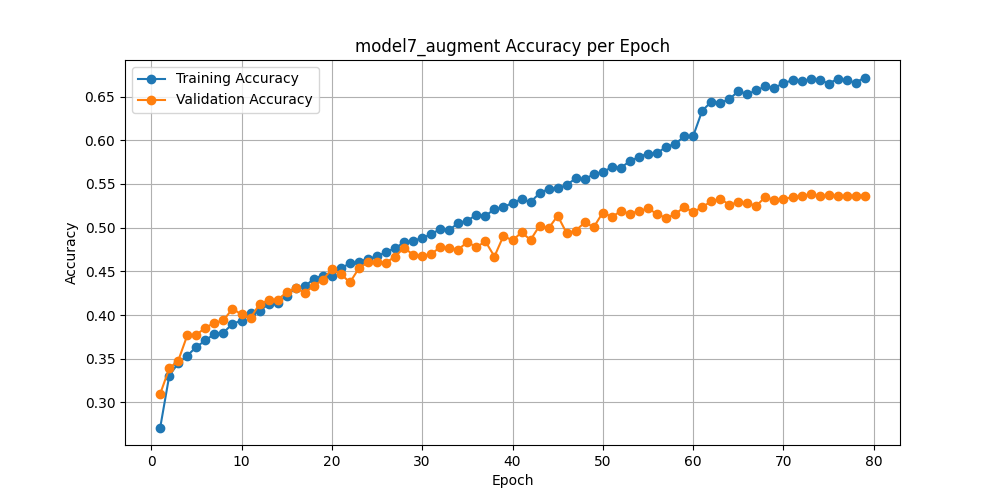 model7_augment Accuracy per Epoch
Training Accuracy
Validation Accuracy
Accuracy
0.65
0.60
0.55
0.50
0.45
0.40
0.35
0.30
0 10 20 30 40 50 60 70 80
Epoch